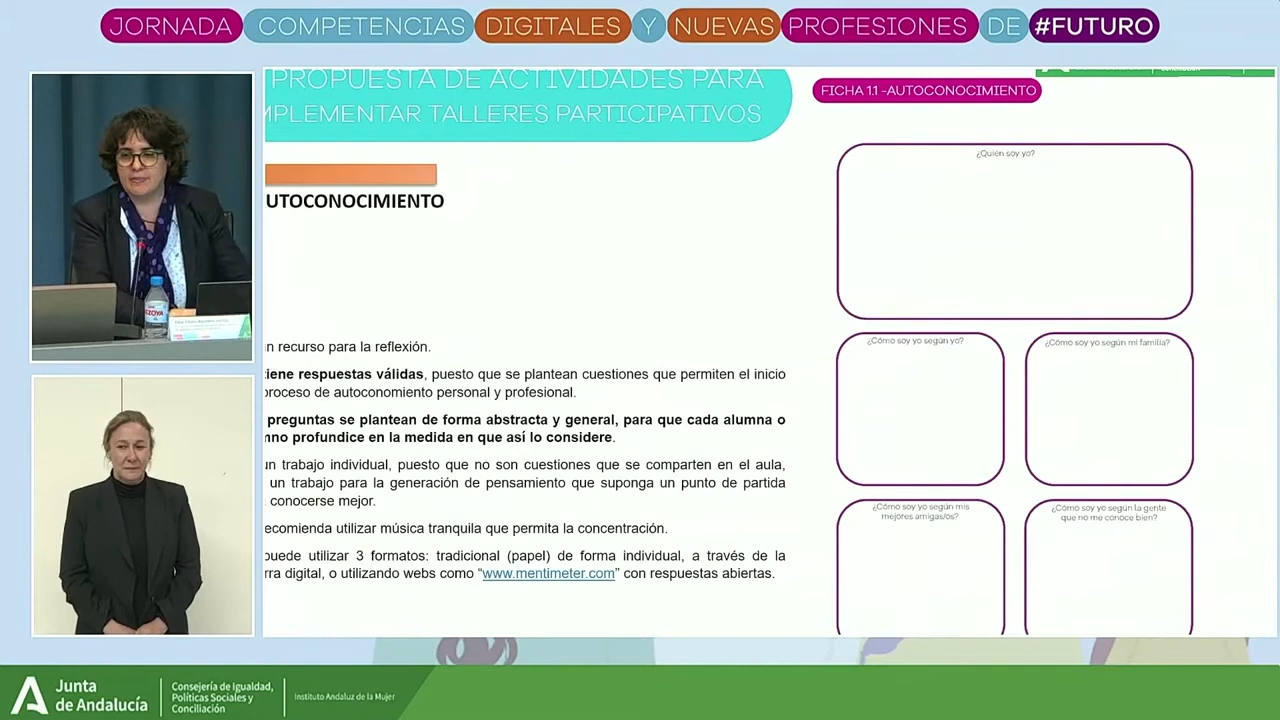 JORNADA COMPETENCIAS DIGITALES Y NUEVAS PROFESIONES DE #FUTURO
PROPUESTA DE ACTIVIDADES PARA
MPLEMENTAR TALLERES PARTICIPATIVOS
UTOCONOCIMIENTO
n recurso para la reflexión.
tiene respuestas válidas, puesto que se plantean cuestiones que permiten el inicio
proceso de autoconomiento personal y profesional.
preguntas se plantean de forma abstracta y general, para que cada alumna o
mno profundice en la medida en que así lo considere.
un trabajo individual, puesto que no son cuestiones que se comparten en el aula,
un trabajo para la generación de pensamiento que suponga un punto de partida
conocerse mejor.
ecomenda utilizar música tranquila que permita la concentración.
puede utilizar 3 formatos: tradicional (papel) de forma individual, a través de la
rra digital, o utilizando webs como “www.mentimeter.com” con respuestas abiertas.
FICHA 1.1 -AUTOCONOCIMIENTO
¿Quién soy yo?
¿Cómo soy yo según yo?
¿Cómo soy yo según mi familia?
¿Cómo soy yo según mis
mejores amigas/os?
¿Cómo soy yo según la gente
que no me conoce bien?
Junta
de Andalucía
Consejería de Igualdad,
Políticas Sociales y
Conciliación
Instituto Andaluz de la Mujer